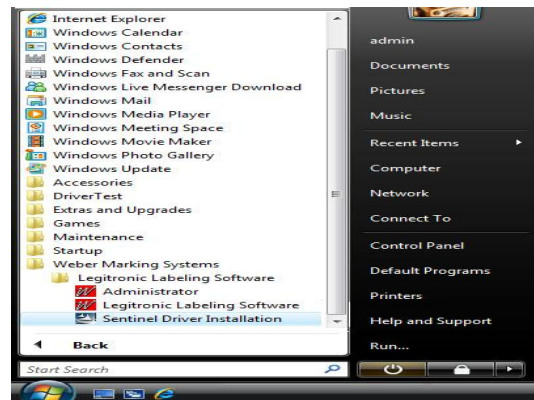 Internet Explorer
Windows Calendar
Windows Contacts
Windows Defender
Windows Fax and Scan
Windows Live Messenger Download
Windows Mail
Windows Media Player
Windows Meeting Space
Windows Movie Maker
Windows Photo Gallery
Windows Update
Accessories
DriverTest
Extras and Upgrades
Games
Maintenance
Startup
Weber Marking Systems
Legitronic Labeling Software
Administrator
Legitronic Labeling Software
Sentinel Driver Installation
Back
Start Search
admin
Documents
Pictures
Music
Recent Items
Computer
Network
Connect To
Control Panel
Default Programs
Printers
Help and Support
Run...